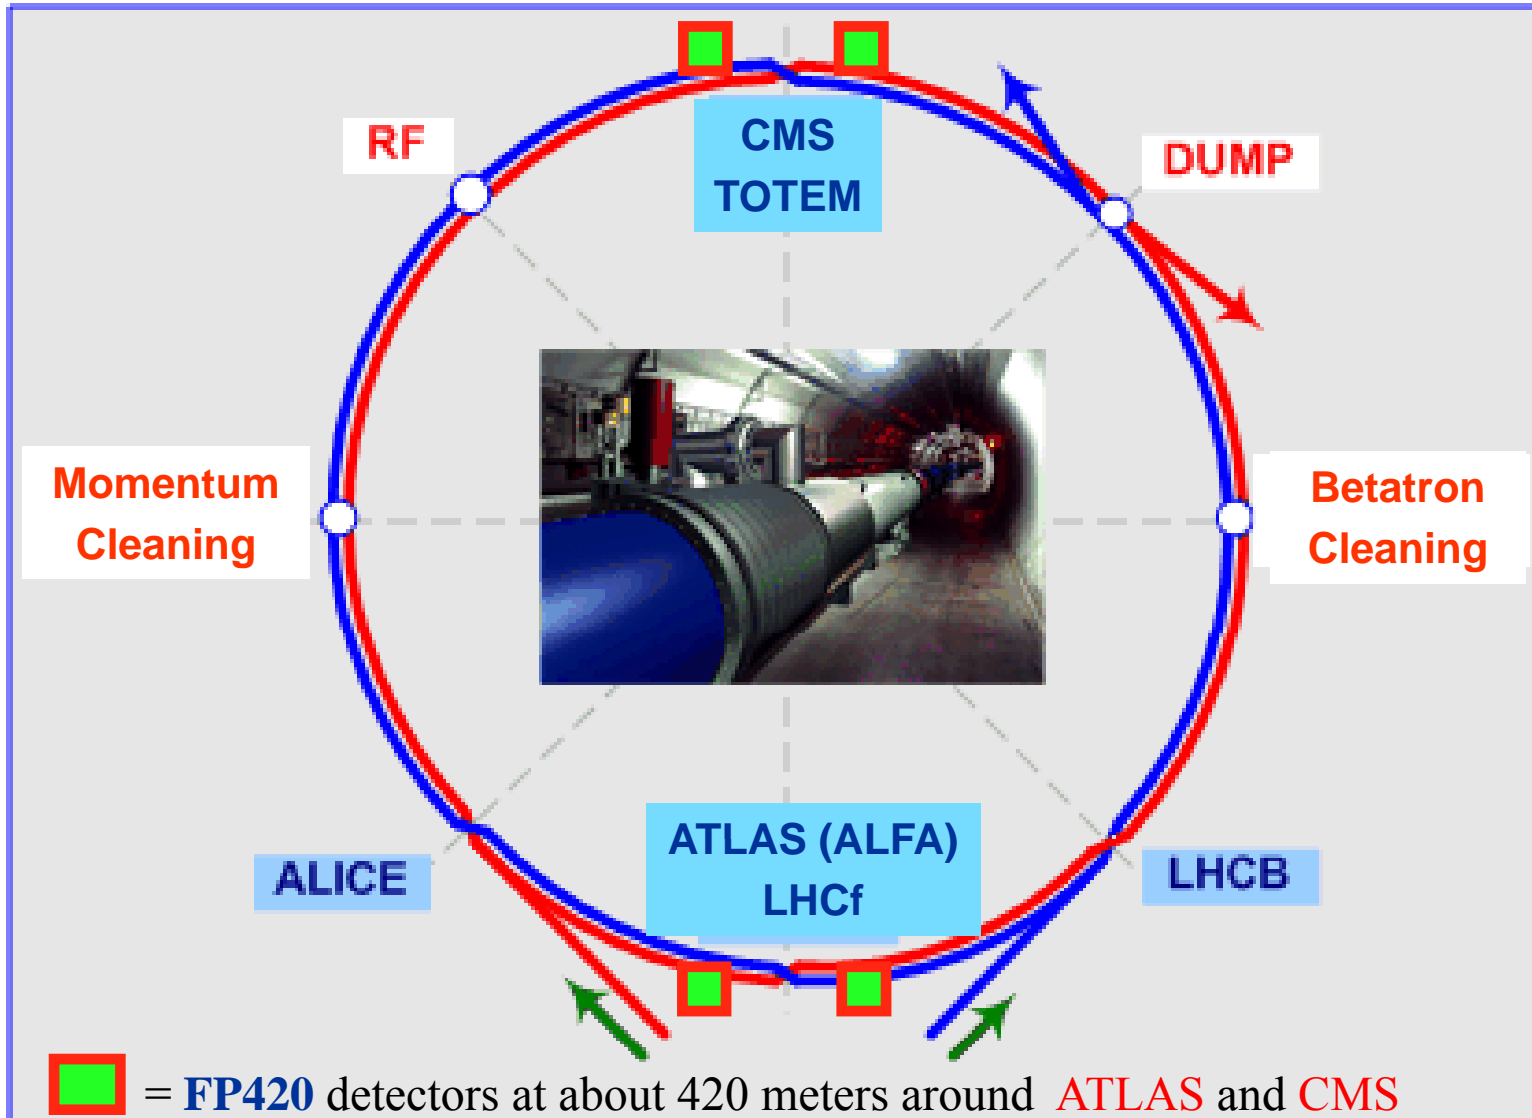 CMS
TOTEM
RF
DUMP
Momentum
Cleaning
Betatron
Cleaning
ATLAS (ALFA)
LHCf
ALICE
LHCB
= FP420 detectors at about 420 meters around ATLAS and CMS